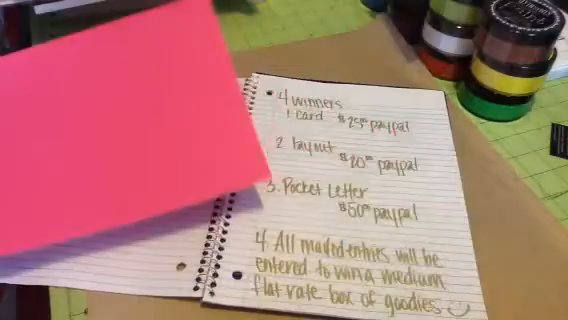 4 winners
1 card $25.00 paypal
2 layout $20.00 paypal
3. Pocket Letter
$50.00 paypal
4 All mailed entries will be
entered to win a medium
flat rate box of goodies